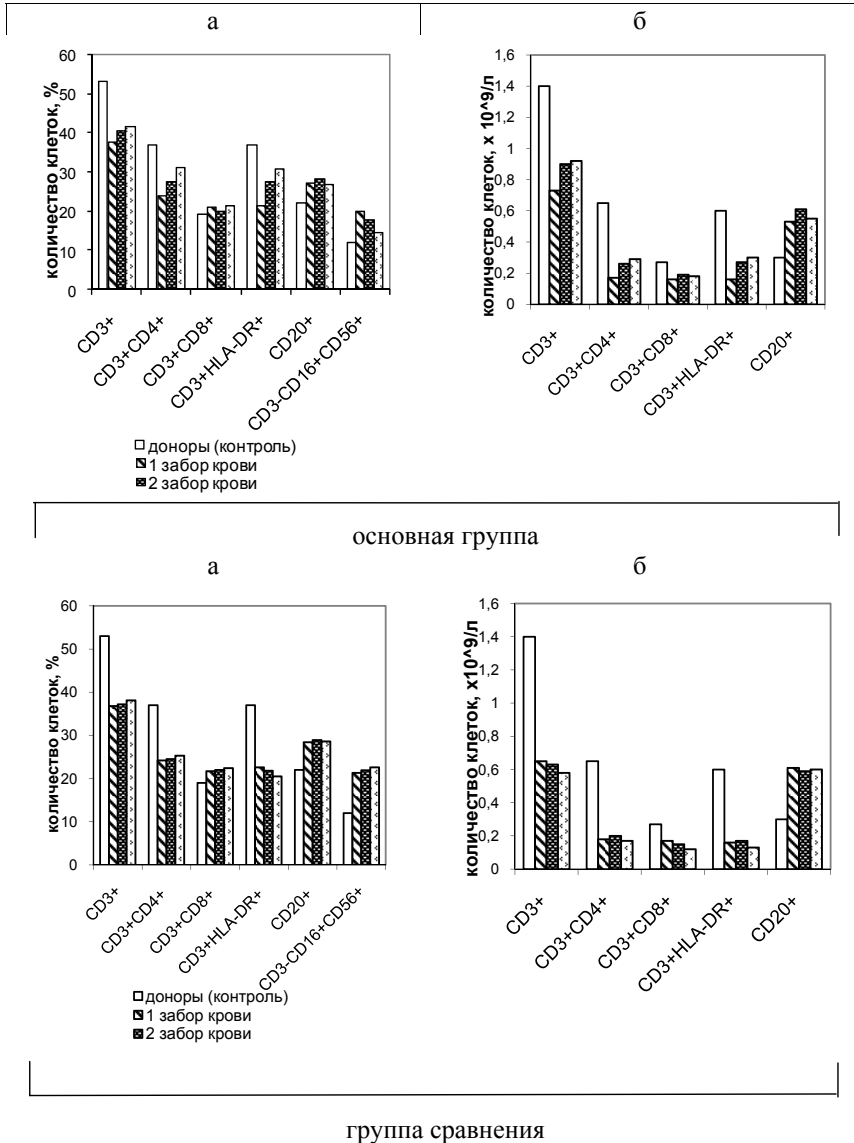 а
б
количество клеток, %
60
50
40
30
20
10
0
CD3+
CD3+CD4+
CD3+CD8+
CD3+HLA-DR+
CD20+
CD3-CD16+CD56+
доноры (контроль)
1 забор крови
2 забор крови
количество клеток, х 10^9/л
1,6
1,4
1,2
1
0,8
0,6
0,4
0,2
0
CD3+
CD3+CD4+
CD3+CD8+
CD3+HLA-DR+
CD20+
основная группа
а
б
количество клеток, %
60
50
40
30
20
10
0
CD3+
CD3+CD4+
CD3+CD8+
CD3+HLA-DR+
CD20+
CD3-CD16+CD56+
доноры (контроль)
1 забор крови
2 забор крови
количество клеток, х10^9/л
1,6
1,4
1,2
1
0,8
0,6
0,4
0,2
0
CD3+
CD3+CD4+
CD3+CD8+
CD3+HLA-DR+
CD20+
группа сравнения